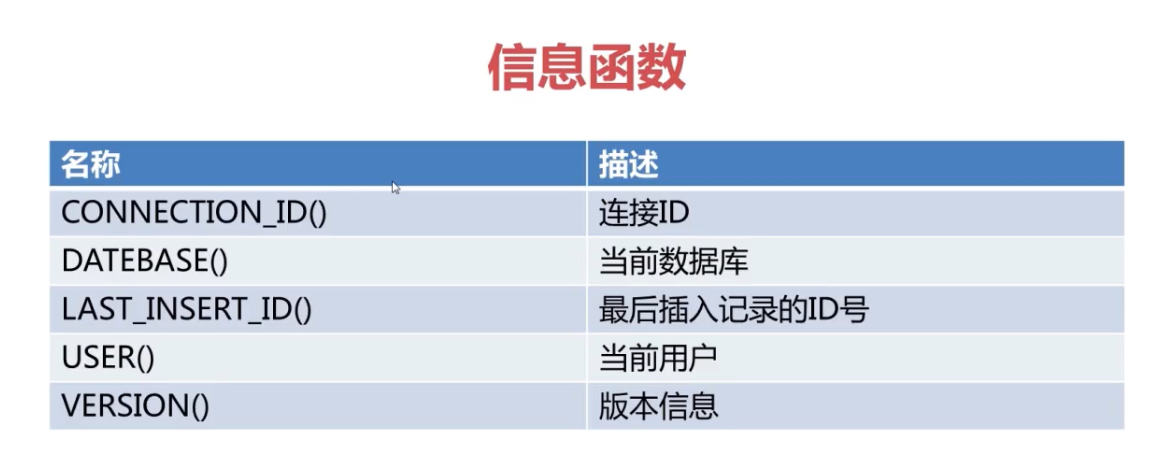 信息函数
名称 描述
CONNECTION_ID() 连接ID
DATEBASE() 当前数据库
LAST_INSERT_ID() 最后插入记录的ID号
USER() 当前用户
VERSION() 版本信息